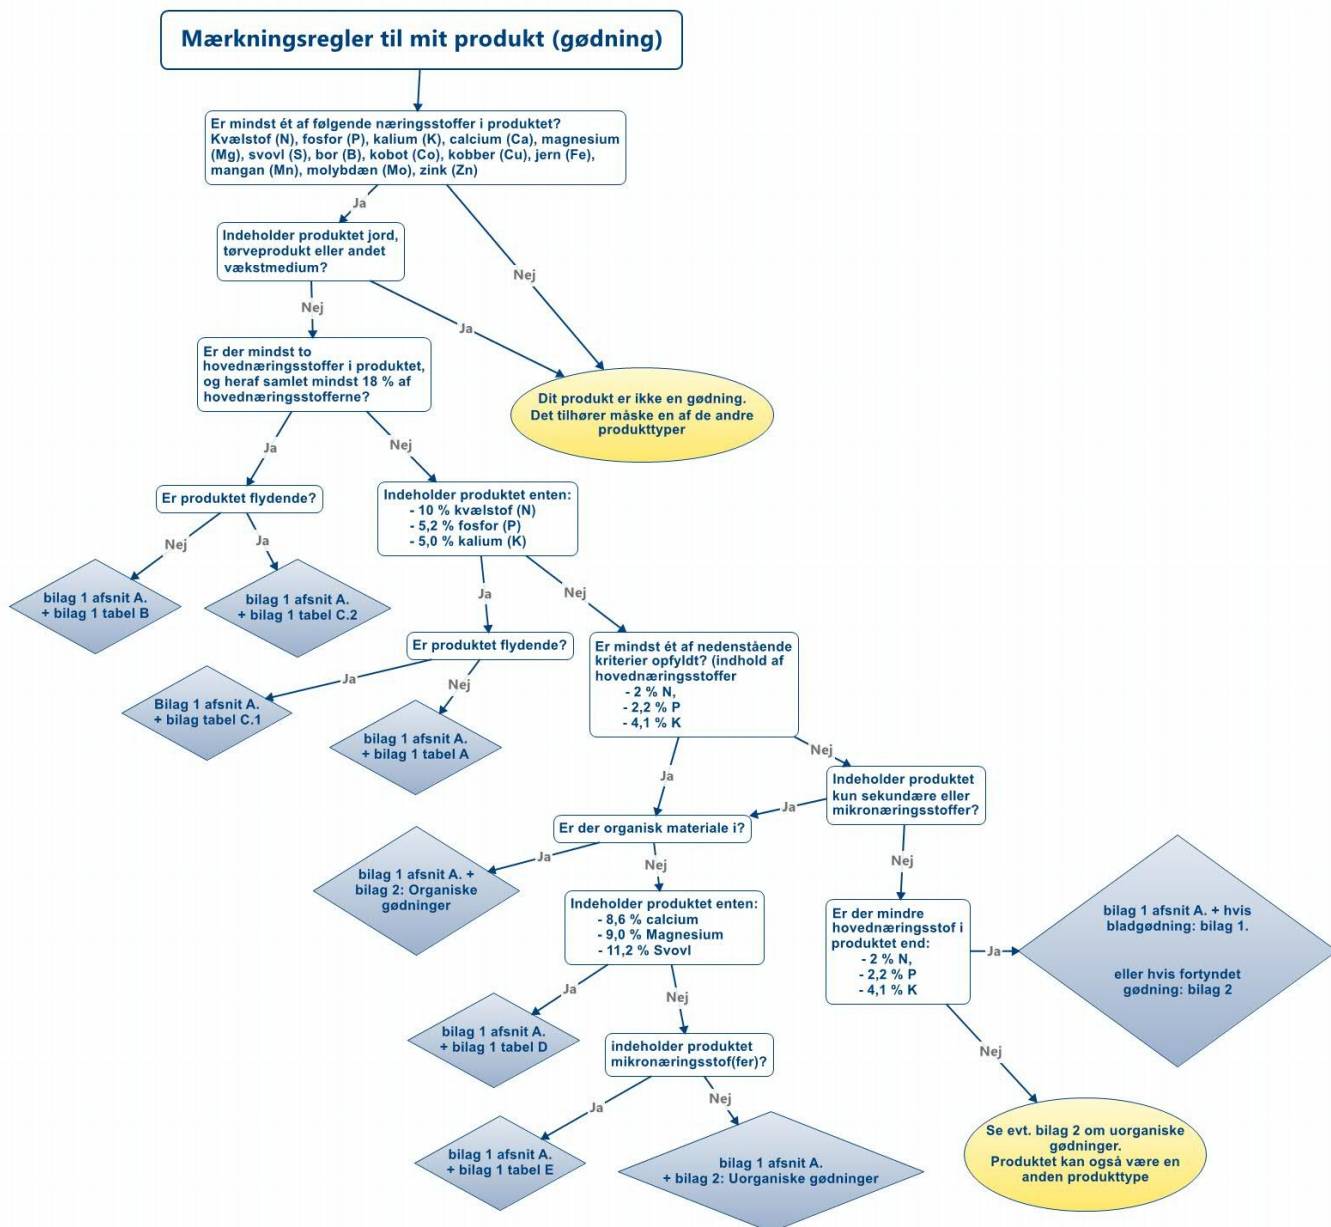 Mærkningsregler til mit produkt (gødning)
Er mindst ét af følgende næringsstoffer i produktet?
Kvælstof (N), fosfor (P), kalium (K), calcium (Ca), magnesium
(Mg), svovl (S), bor (B), kobot (Co), kobber (Cu), jern (Fe),
mangan (Mn), molybdæn (Mo), zink (Zn)
Ja
Nej
Indeholder produktet jord,
tørveprodukt eller andet
vækstmedium?
Nej
Ja
Er der mindst to
hovednæringsstoffer i produktet,
og heraf samlet mindst 18 % af
hovednæringsstofferne?
Dit produkt er ikke en gødning.
Det tilhører måske en af de andre
produkttyper
Ja
Nej
Er produktet flydende?
Indeholder produktet enten:
- 10 % kvælstof (N)
- 5,2 % fosfor (P)
- 5,0 % kalium (K)
Nej
Ja
bilag 1 afsnit A.
+ bilag 1 tabel B
bilag 1 afsnit A.
+ bilag 1 tabel C.2
Ja
Nej
Er produktet flydende?
Er mindst ét af nedenstående
kriterier opfyldt? (indhold af
hovednæringsstoffer
- 2 % N,
- 2,2 % P
- 4,1 % K
Ja
Nej
Bilag 1 afsnit A.
+ bilag tabel C.1
bilag 1 afsnit A.
+ bilag 1 tabel A
Ja
Nej
Indeholder produktet
kun sekundære eller
mikronæringsstoffer?
Ja
Nej
Er der organisk materiale i?
Ja
Nej
bilag 1 afsnit A. +
bilag 2: Organiske
gødninger
Indeholder produktet enten:
- 8,6 % calcium
- 9,0 % Magnesium
- 11,2 % Svovl
Er der mindre
hovednæringsstof i
produktet end:
- 2 % N,
- 2,2 % P
- 4,1 % K
Ja
bilag 1 afsnit A. + hvis
bladgødning: bilag 1.
eller hvis fortyndet
gødning: bilag 2
Ja
Nej
bilag 1 afsnit A.
+ bilag 1 tabel D
indeholder produktet
mikronæringsstof(fer)?
Nej
Ja
Nej
bilag 1 afsnit A.
+ bilag 1 tabel E
bilag 1 afsnit A.
+ bilag 2: Uorganiske gødninger
Se evt. bilag 2 om uorganiske
gødninger.
Produktet kan også være en
anden produkttype